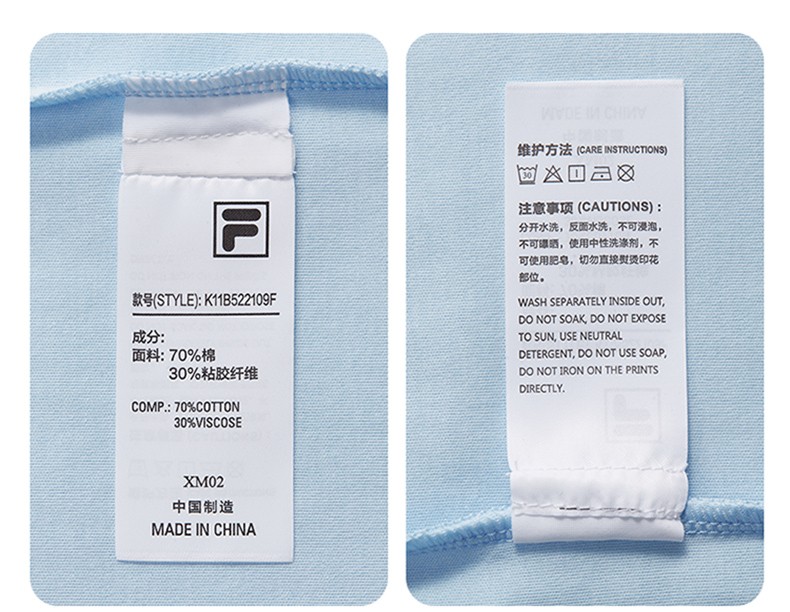 F
款号(STYLE): K11B522109F
成分:
面料: 70%棉
30%粘胶纤维
COMP.: 70%COTTON
30%VISCOSE
XM02
中国制造
MADE IN CHINA
维护方法 (CARE INSTRUCTIONS)
30
注意事项 (CAUTIONS) :
分开水洗，反面水洗，不可浸泡，
不可曝晒，使用中性洗涤剂，不
可使用肥皂，切勿直接熨烫印花
部位。
WASH SEPARATELY INSIDE OUT,
DO NOT SOAK, DO NOT EXPOSE
TO SUN, USE NEUTRAL
DETERGENT, DO NOT USE SOAP,
DO NOT IRON ON THE PRINTS
DIRECTLY.